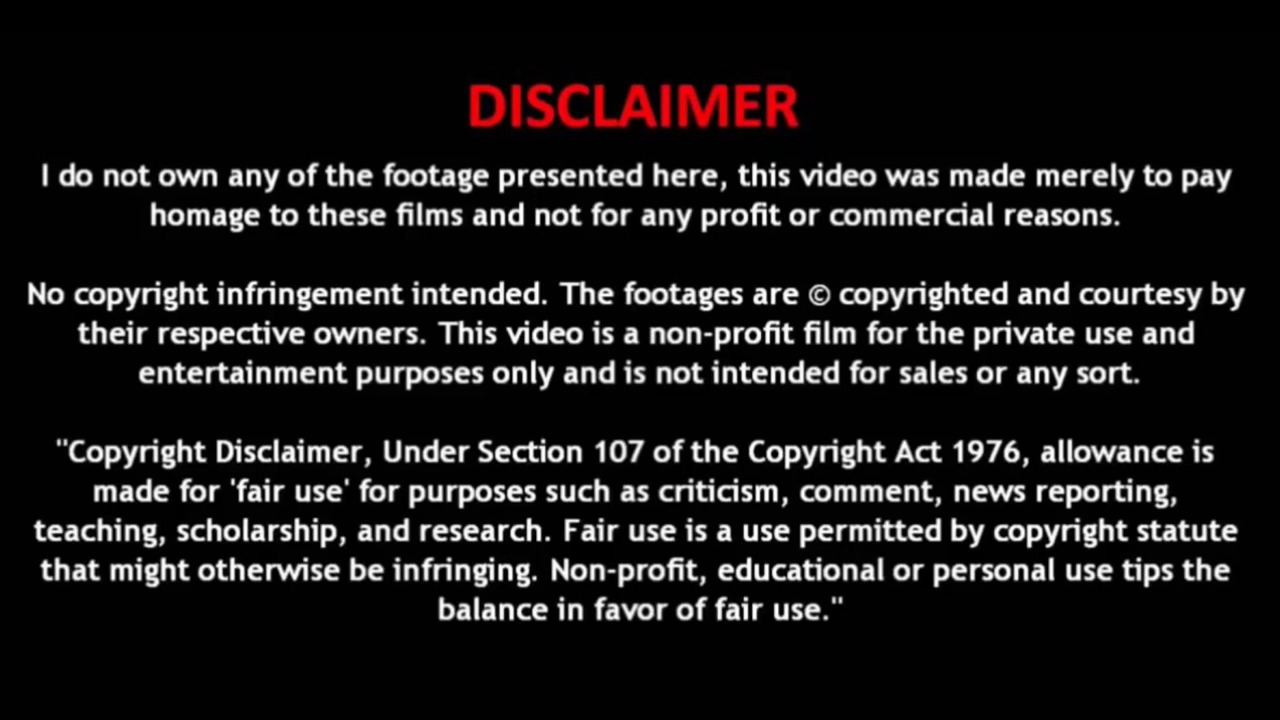 DISCLAIMER
I do not own any of the footage presented here, this video was made merely to pay
homage to these films and not for any profit or commercial reasons.
No copyright infringement intended. The footages are © copyrighted and courtesy by
their respective owners. This video is a non-profit film for the private use and
entertainment purposes only and is not intended for sales or any sort.
"Copyright Disclaimer, Under Section 107 of the Copyright Act 1976, allowance is
made for 'fair use' for purposes such as criticism, comment, news reporting,
teaching, scholarship, and research. Fair use is a use permitted by copyright statute
that might otherwise be infringing. Non-profit, educational or personal use tips the
balance in favor of fair use."